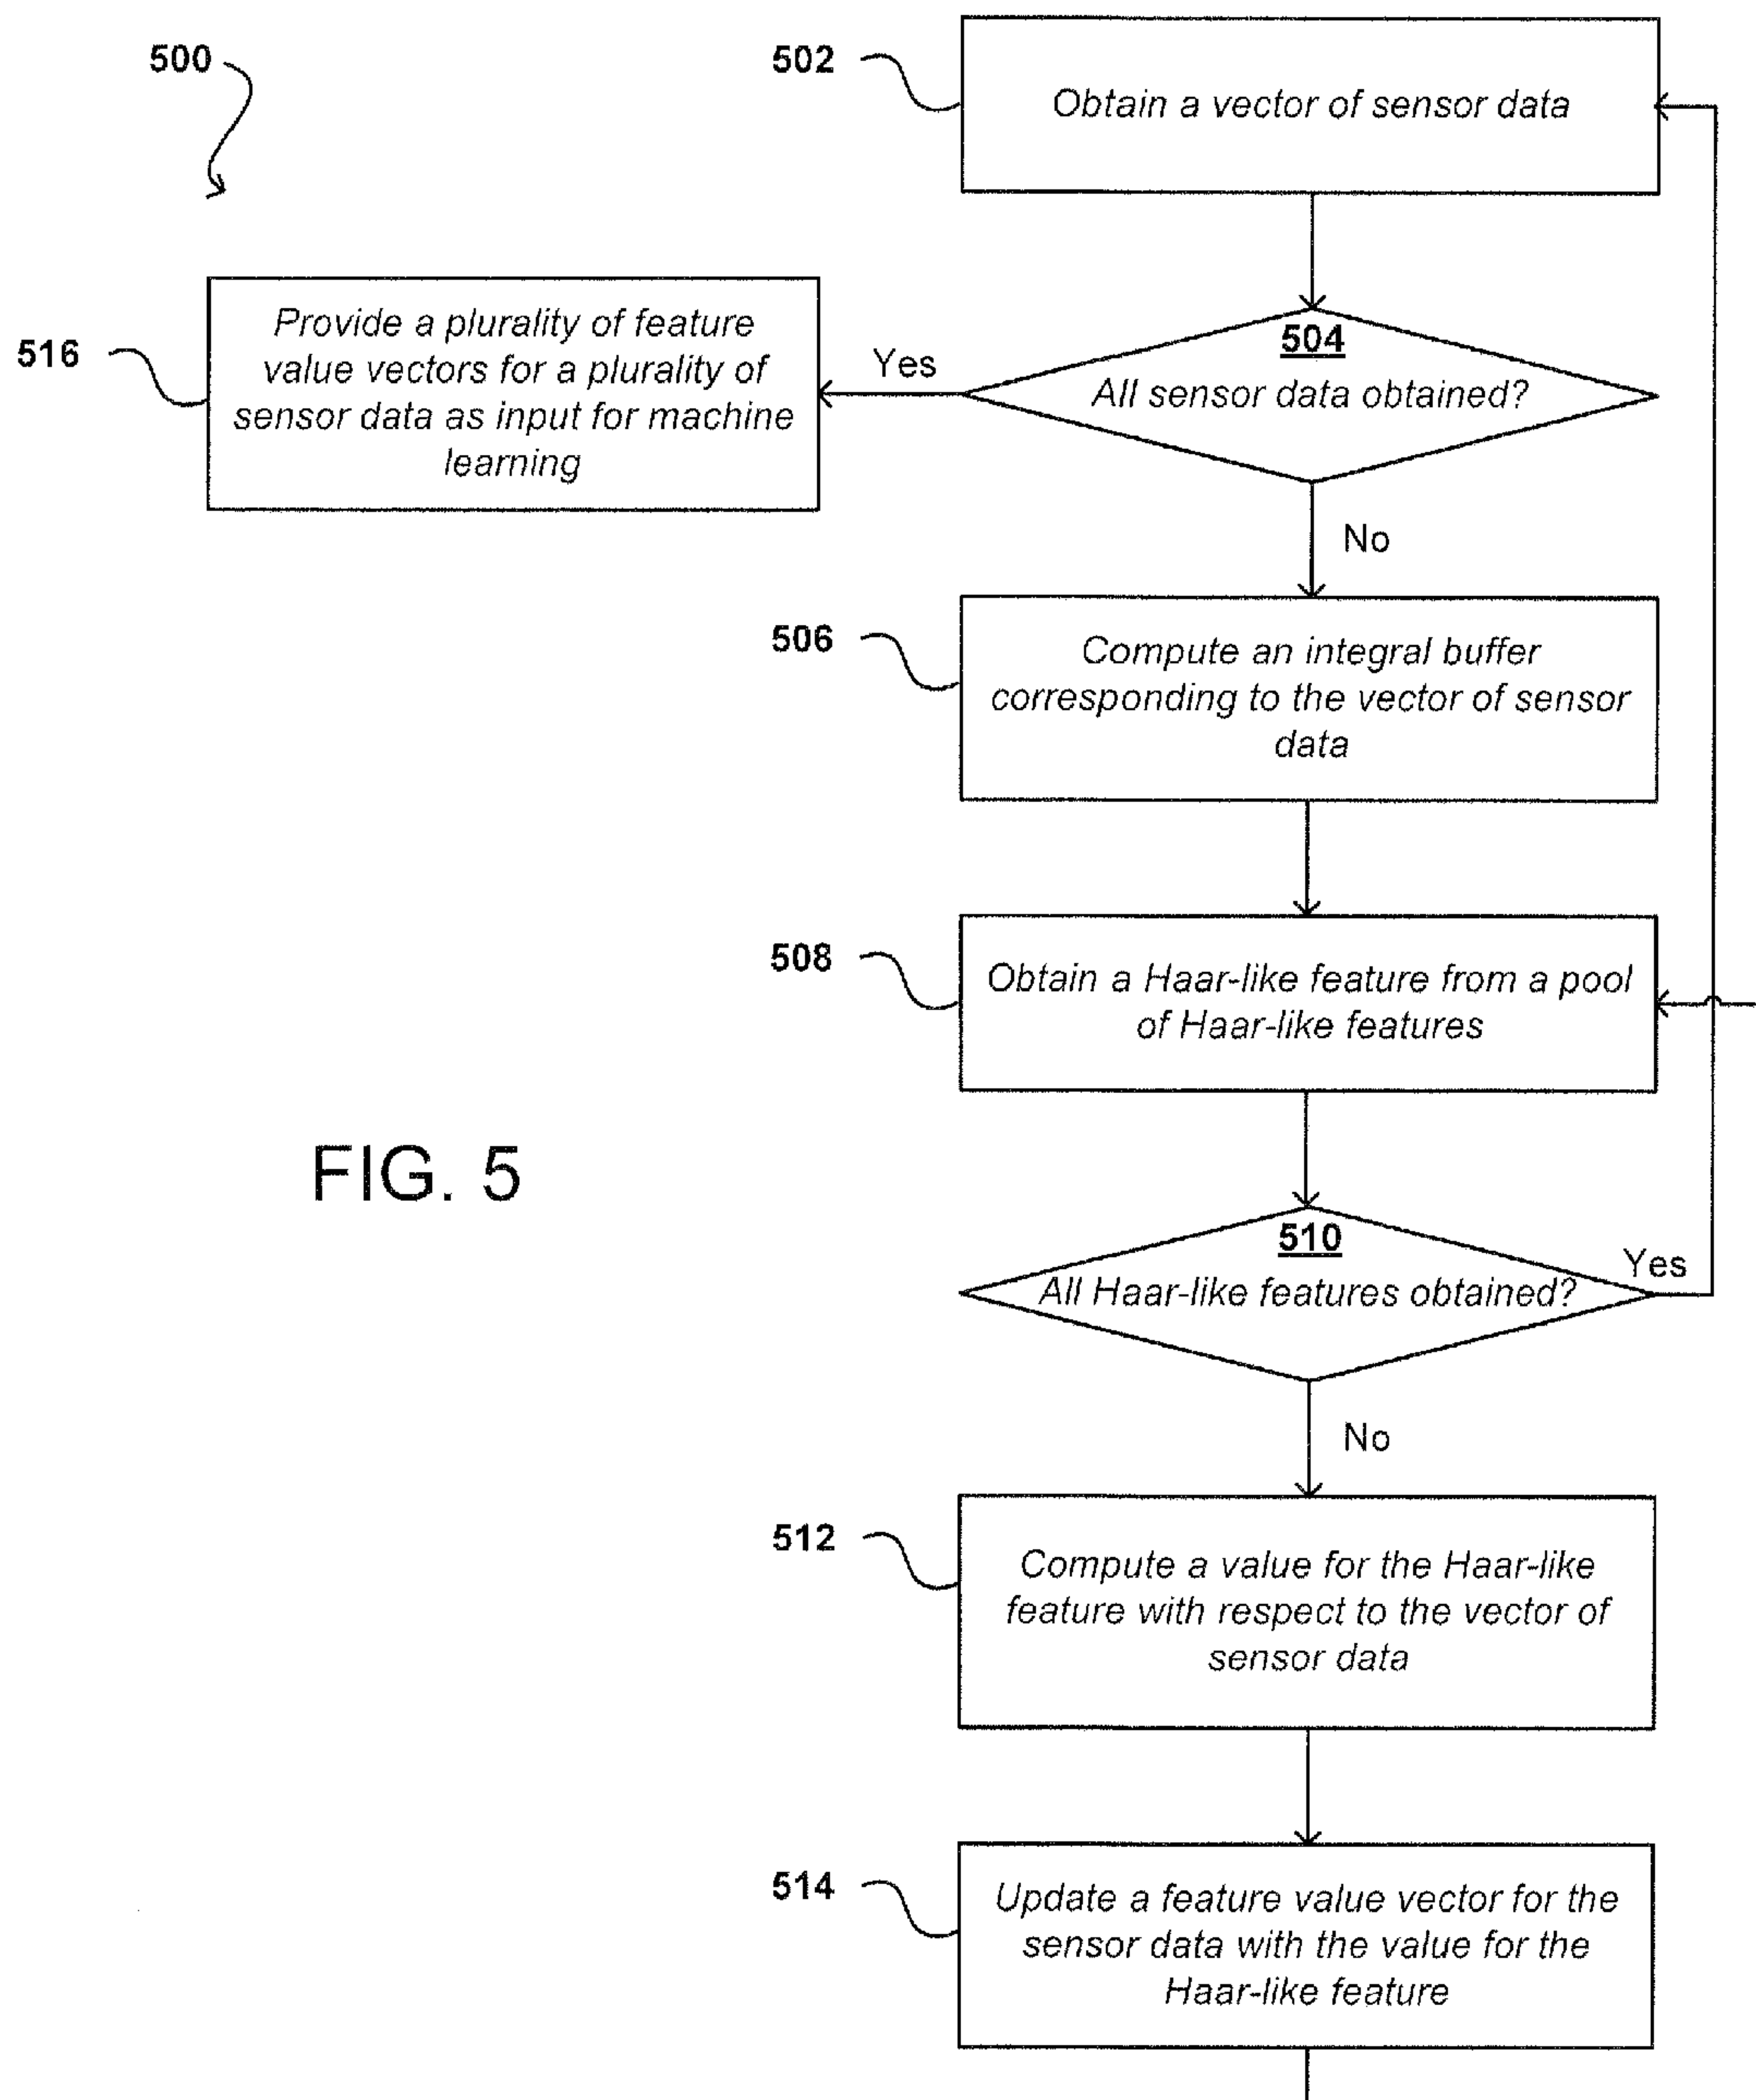 500
502
Obtain a vector of sensor data
504
All sensor data obtained?
Yes
516
Provide a plurality of feature
value vectors for a plurality of
sensor data as input for machine
learning
No
506
Compute an integral buffer
corresponding to the vector of sensor
data
508
Obtain a Haar-like feature from a pool
of Haar-like features
FIG. 5
510
All Haar-like features obtained?
Yes
No
512
Compute a value for the Haar-like
feature with respect to the vector of
sensor data
514
Update a feature value vector for the
sensor data with the value for the
Haar-like feature